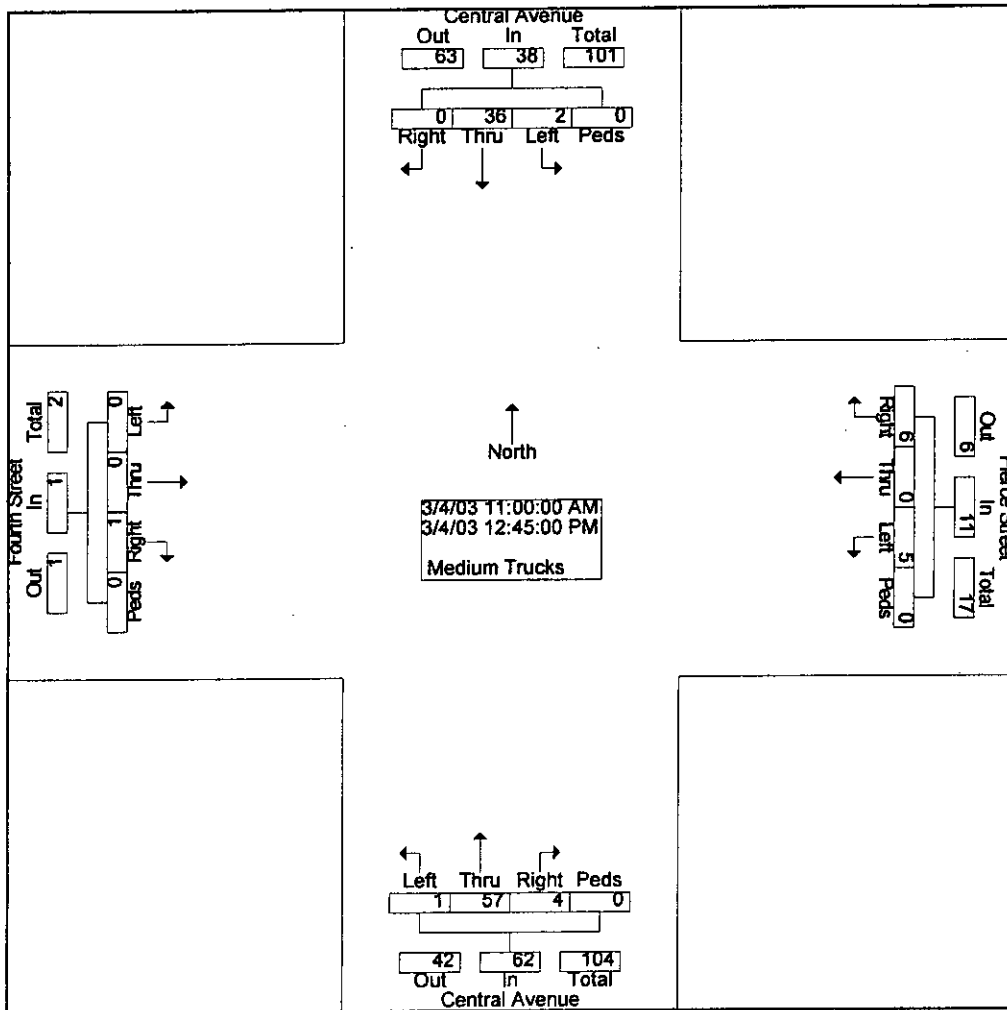 Central Avenue
Out In Total
63 38 101
0 36 2 0
Right Thru Left Peds
Fourth Street
Total In Out
2 1 1
0 0 1 0
Left Thru Right Peds
North
3/4/03 11:00:00 AM
3/4/03 12:45:00 PM
Medium Trucks
Right Thru Left Peds
6 0 5 0
6 11 17
Out In Total
Street
Left Thru Right Peds
1 57 4 0
42 62 104
Out In Total
Central Avenue